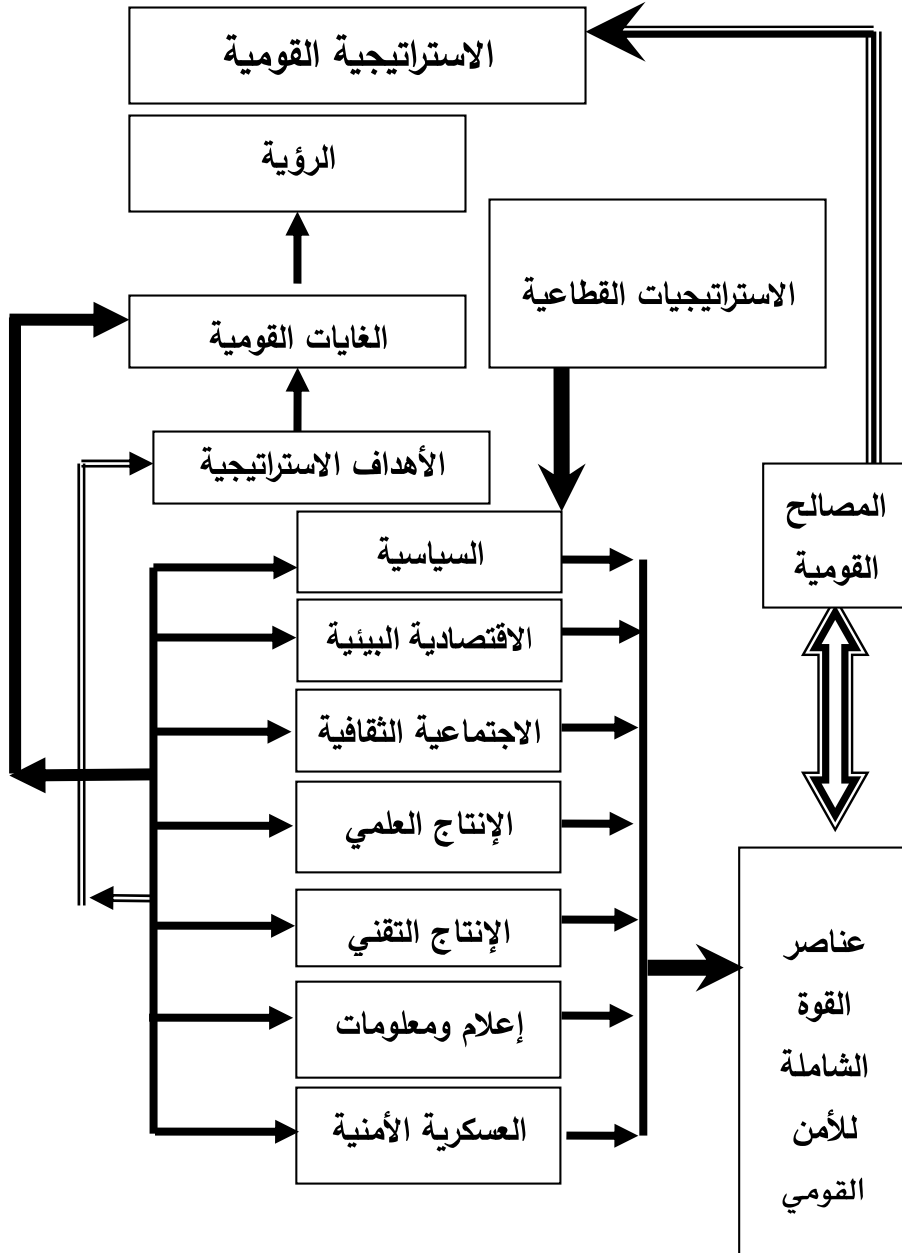 الاستراتيجية القومية
الرؤية
الاستراتيجيات القطاعية
الغايات القومية
الأهداف الاستراتيجية
المصالح
القومية
السياسية
الاقتصادية البيئية
الاجتماعية الثقافية
الإنتاج العلمي
الإنتاج التقني
إعلام ومعلومات
العسكرية الأمنية
عناصر
القوة
الشاملة
للأمن
القومي